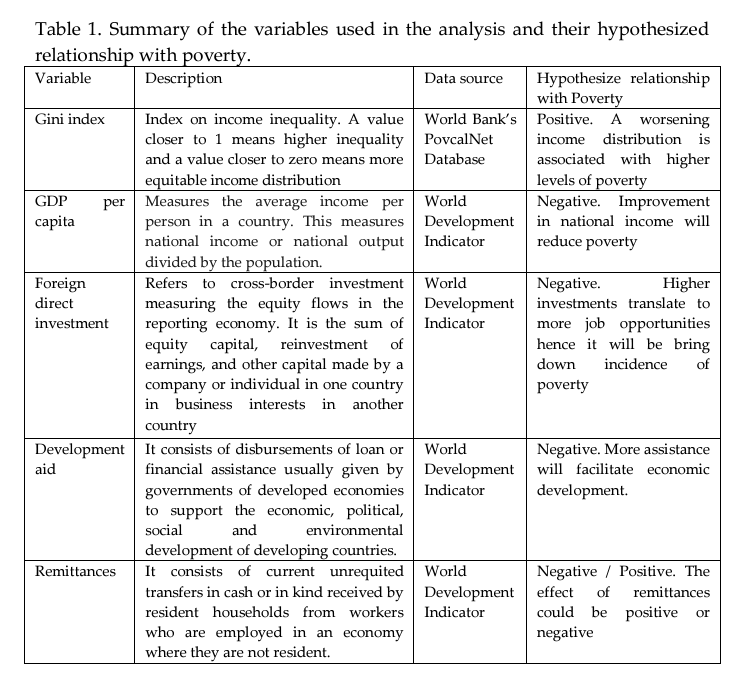 Table 1. Summary of the variables used in the analysis and their hypothesized
relationship with poverty.
Variable
Description
Data source
Hypothesize relationship
with Poverty
Gini index
Index on income inequality. A value
closer to 1 means higher inequality
and a value closer to zero means more
equitable income distribution
World Bank's
PovcalNet
Database
Positive. A worsening
income distribution is
associated with higher
levels of poverty
GDP per
capita
Measures the average income per
person in a country. This measures
national income or national output
divided by the population.
World
Development
Indicator
Negative. Improvement
in national income will
reduce poverty
Foreign
direct
investment
Refers to cross-border investment
measuring the equity flows in the
reporting economy. It is the sum of
equity capital, reinvestment of
earnings, and other capital made by a
company or individual in one country
in business interests in another
country
World
Development
Indicator
Negative. Higher
investments translate to
more job opportunities
hence it will be bring
down incidence of
poverty
Development
aid
It consists of disbursements of loan or
financial assistance usually given by
governments of developed economies
to support the economic, political,
social and environmental
development of developing countries.
World
Development
Indicator
Negative. More assistance
will facilitate economic
development.
Remittances
It consists of current unrequited
transfers in cash or in kind received by
resident households from workers
who are employed in an economy
where they are not resident.
World
Development
Indicator
Negative / Positive. The
effect of remittances
could be positive or
negative